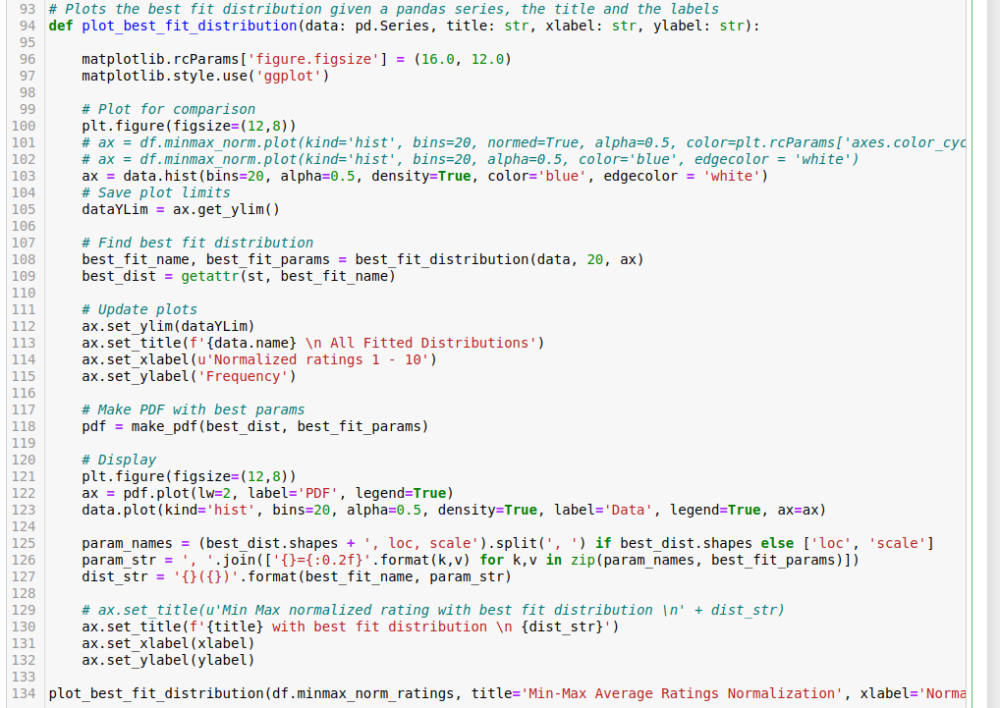 93 # Plots the best fit distribution given a pandas series, the title and the labels
94 def plot_best_fit_distribution(data: pd.Series, title: str, xlabel: str, ylabel: str):
95
96     matplotlib.rcParams['figure.figsize'] = (16.0, 12.0)
97     matplotlib.style.use('ggplot')
98
99     # Plot for comparison
100     plt.figure(figsize=(12,8))
101     # ax = df.minmax_norm.plot(kind='hist', bins=20, normed=True, alpha=0.5, color=plt.rcParams['axes.color_cyc
102     # ax = df.minmax_norm.plot(kind='hist', bins=20, alpha=0.5, color='blue', edgecolor = 'white')
103     ax = data.hist(bins=20, alpha=0.5, density=True, color='blue', edgecolor = 'white')
104     # Save plot limits
105     dataYLim = ax.get_ylim()
106
107     # Find best fit distribution
108     best_fit_name, best_fit_params = best_fit_distribution(data, 20, ax)
109     best_dist = getattr(st, best_fit_name)
110
111     # Update plots
112     ax.set_ylim(dataYLim)
113     ax.set_title(f'{data.name} \n All Fitted Distributions')
114     ax.set_xlabel(u'Normalized ratings 1 - 10')
115     ax.set_ylabel('Frequency')
116
117     # Make PDF with best params
118     pdf = make_pdf(best_dist, best_fit_params)
119
120     # Display
121     plt.figure(figsize=(12,8))
122     ax = pdf.plot(lw=2, label='PDF', legend=True)
123     data.plot(kind='hist', bins=20, alpha=0.5, density=True, label='Data', legend=True, ax=ax)
124
125     param_names = (best_dist.shapes + ', loc, scale').split(', ') if best_dist.shapes else ['loc', 'scale']
126     param_str = ', '.join(['{}={:0.2f}'.format(k,v) for k,v in zip(param_names, best_fit_params)])
127     dist_str = '{}({})'.format(best_fit_name, param_str)
128
129     # ax.set_title(u'Min Max normalized rating with best fit distribution \n' + dist_str)
130     ax.set_title(f'{title} with best fit distribution \n {dist_str}')
131     ax.set_xlabel(xlabel)
132     ax.set_ylabel(ylabel)
133
134 plot_best_fit_distribution(df.minmax_norm_ratings, title='Min-Max Average Ratings Normalization', xlabel='Norma